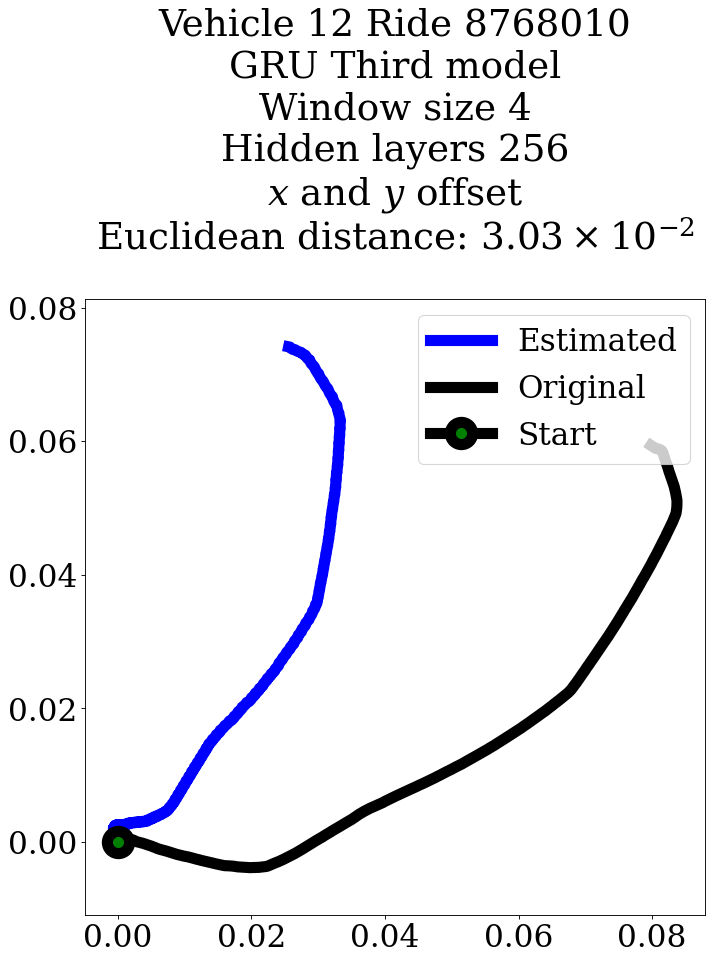 Vehicle 12 Ride 8768010
GRU Third model
Window size 4
Hidden layers 256
x and y offset
Euclidean distance: 3.03 × 10⁻²
0.08
0.06
0.04
0.02
0.00
Estimated
Original
Start
0.00 0.02 0.04 0.06 0.08